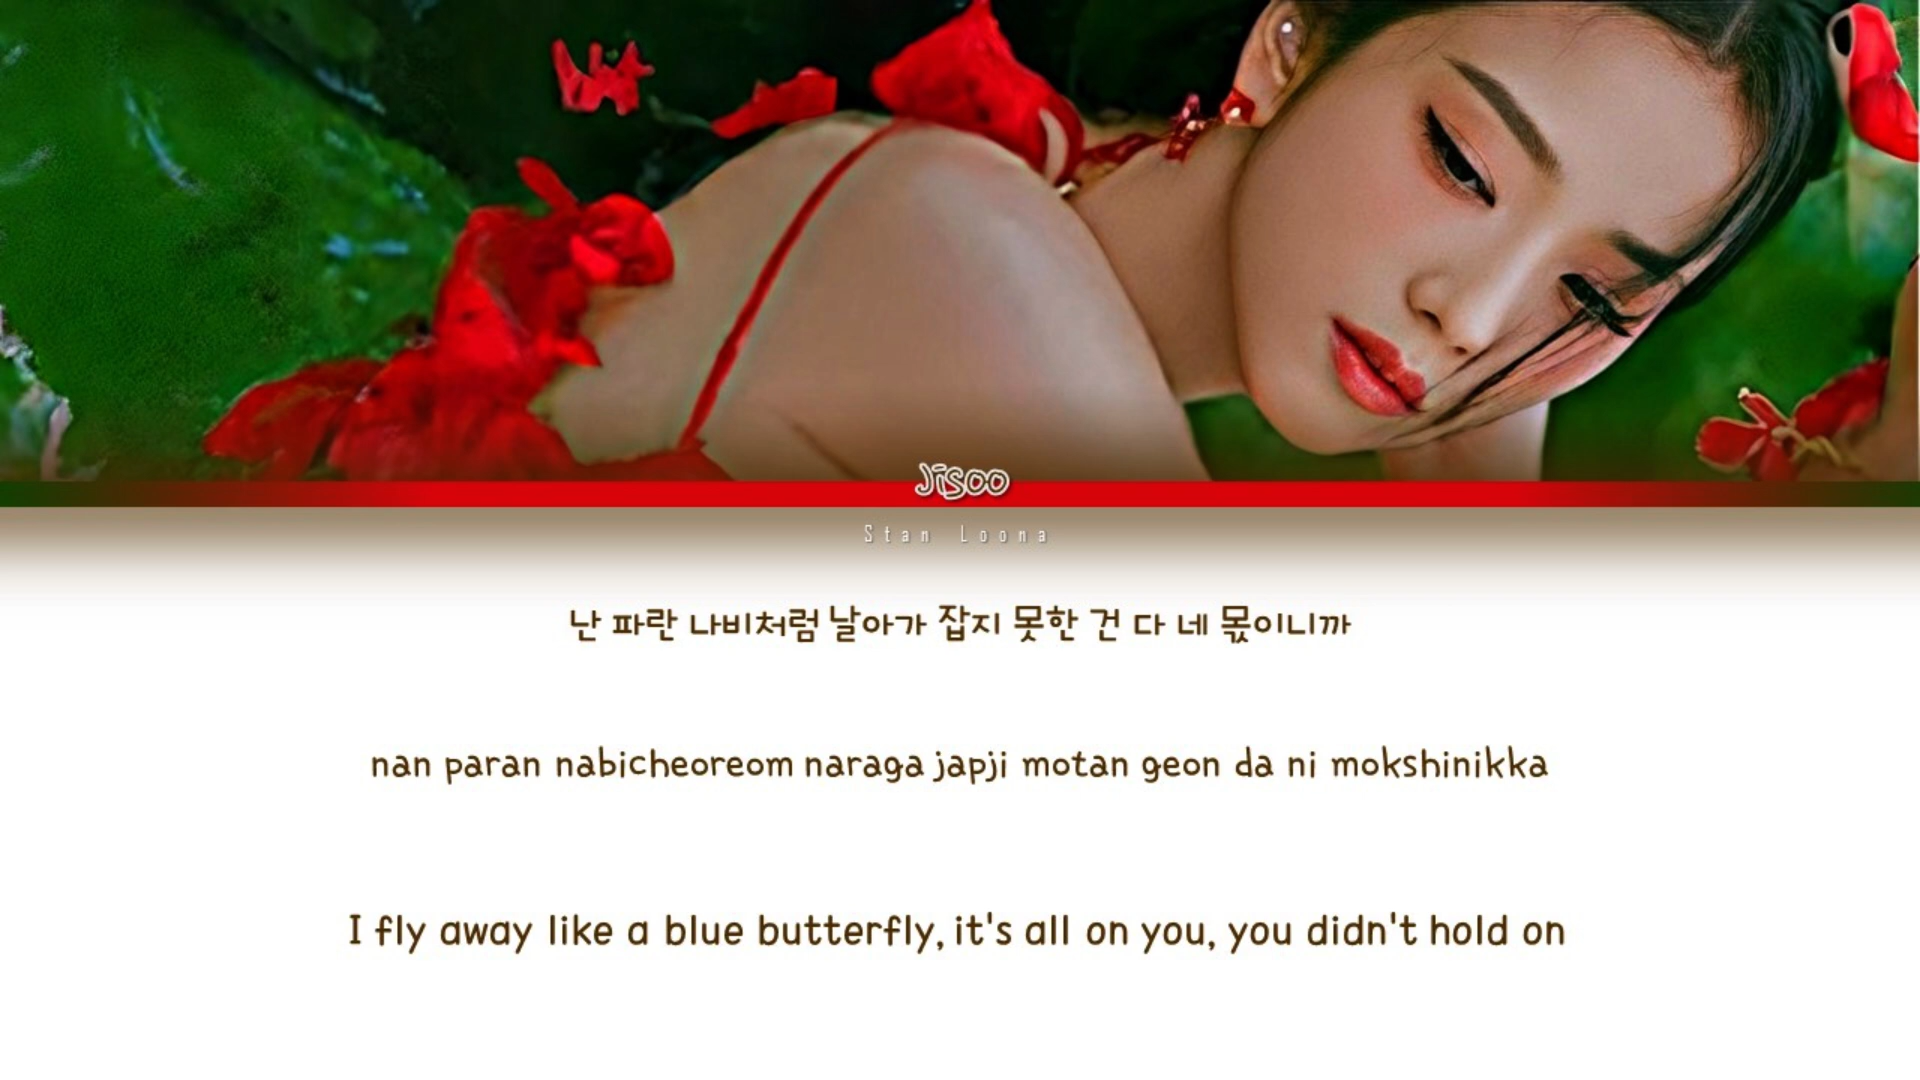 Jisoo
Stan Loona
난 파란 나비처럼 날아가 잡지 못한 건 다 네 몫이니까
nan paran nabicheoreom naraga japji motan geon da ni mokshinikka
I fly away like a blue butterfly, it's all on you, you didn't hold on